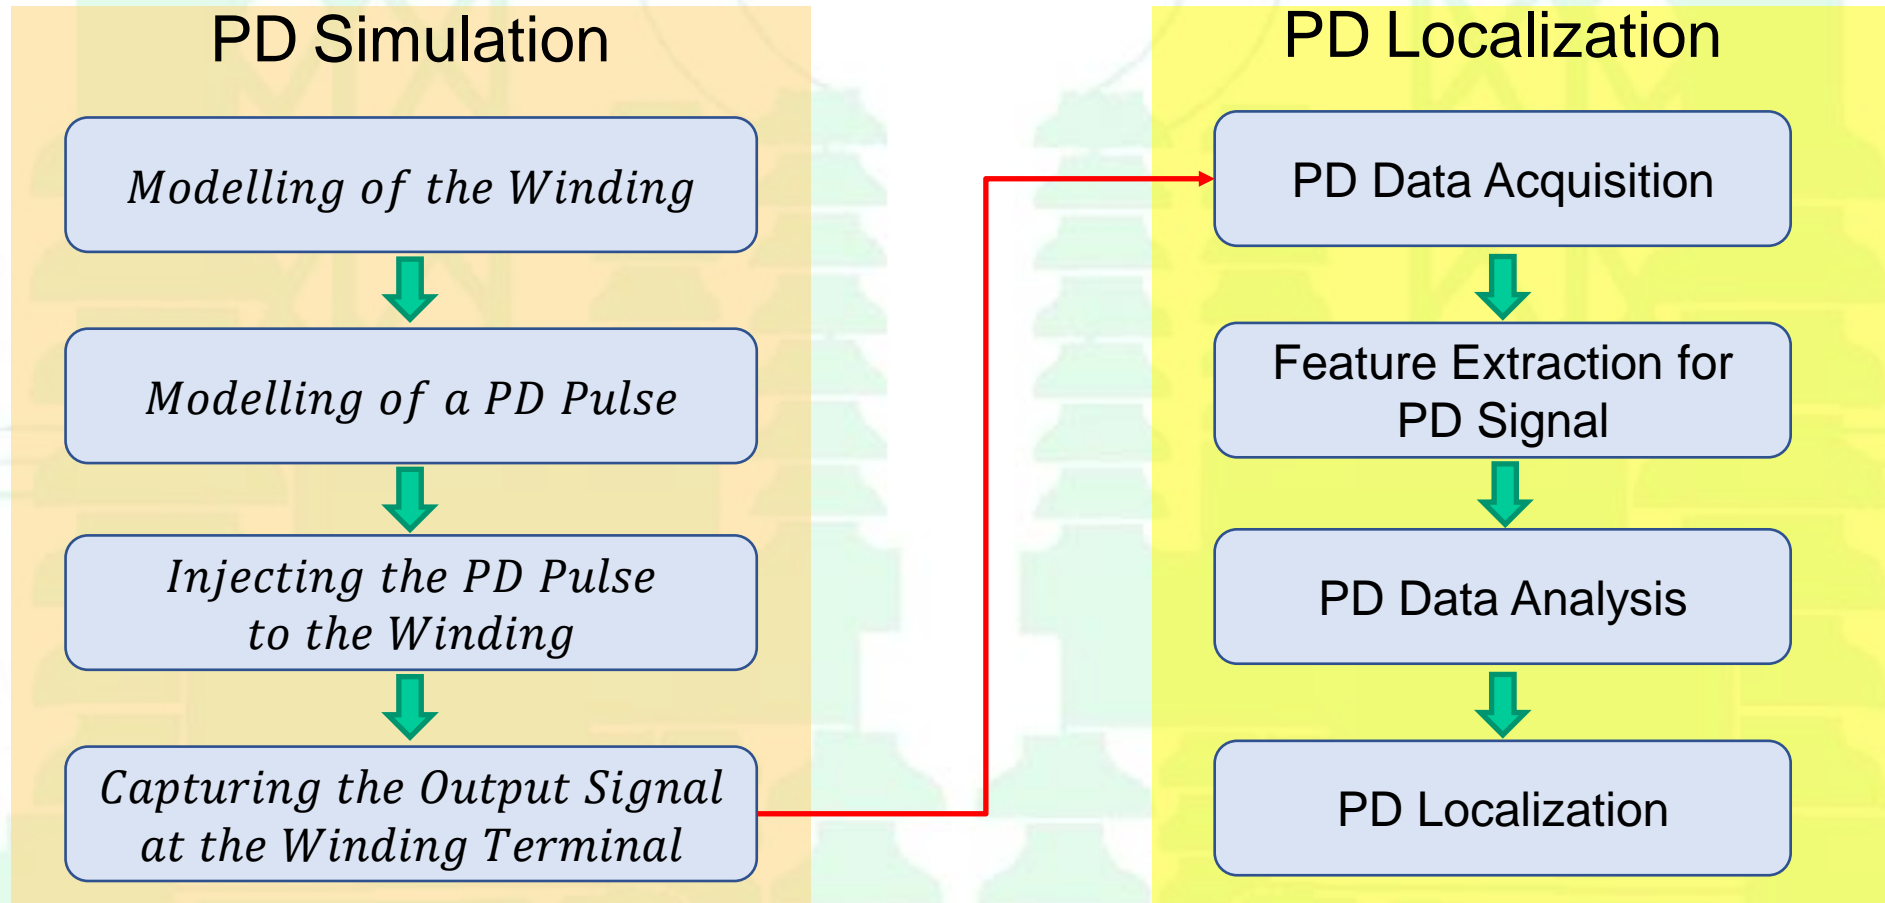 PD Simulation
Modelling of the Winding
Modelling of a PD Pulse
Injecting the PD Pulse
to the Winding
Capturing the Output Signal
at the Winding Terminal
PD Localization
PD Data Acquisition
Feature Extraction for
PD Signal
PD Data Analysis
PD Localization